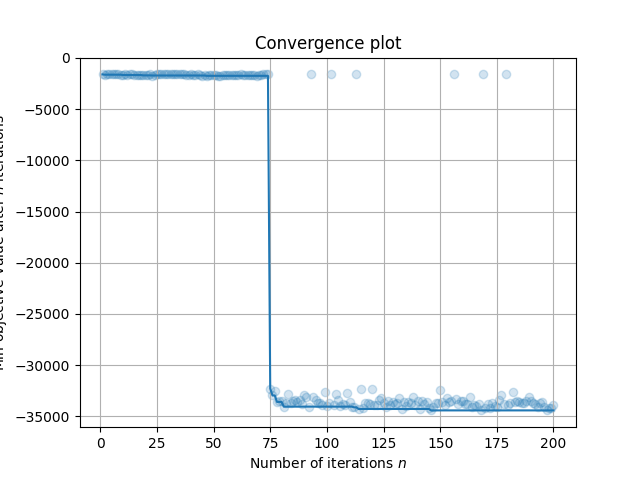 Convergence plot
0
−5000
−10000
−15000
−20000
−25000
−30000
−35000
Min objective value after n iterations
0 25 50 75 100 125 150 175 200
Number of iterations n